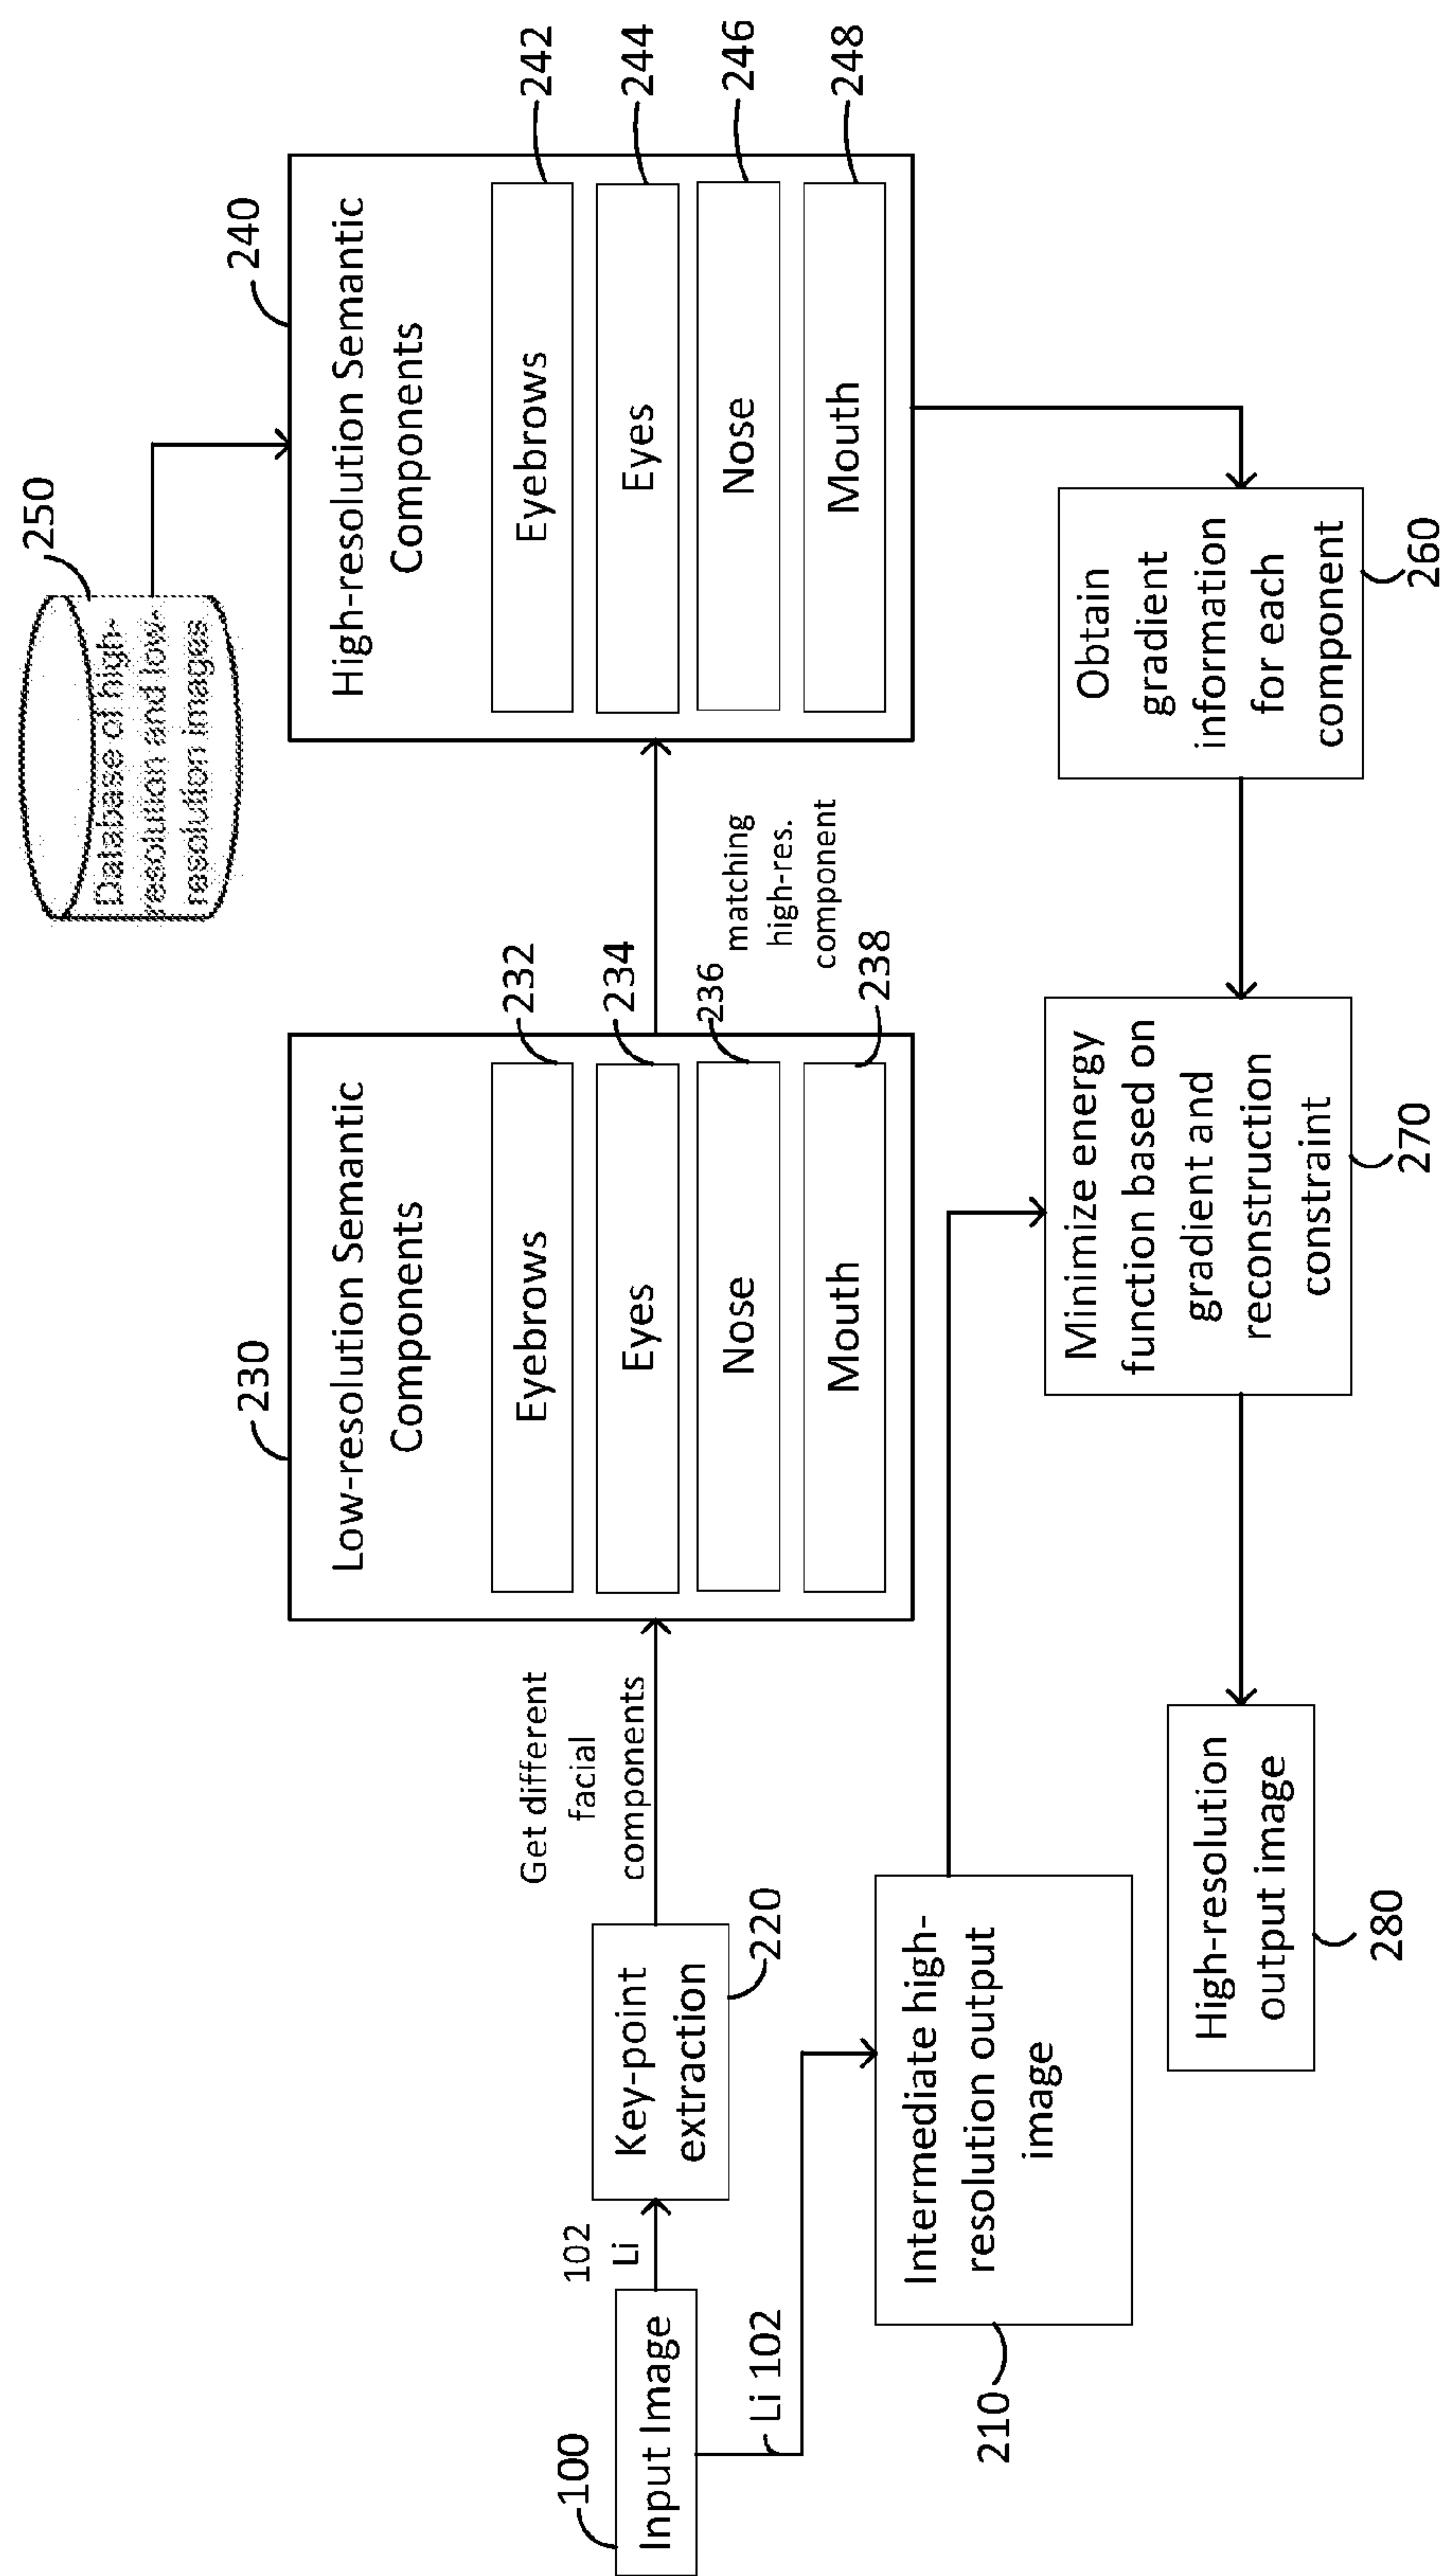 250
Database of high-
resolution and low-
resolution images
230
Low-resolution Semantic
Components
Eyebrows
232
Eyes
234
Nose
236
Mouth
238
240
High-resolution Semantic
Components
Eyebrows
242
Eyes
244
Nose
246
Mouth
248
matching
high-res.
component
Get different
facial
components
100
Input Image
102
Li
Key-point
extraction
220
Li 102
Intermediate high-
resolution output
image
210
Minimize energy
function based on
gradient and
reconstruction
constraint
270
Obtain
gradient
information
for each
component
260
High-resolution
output image
280